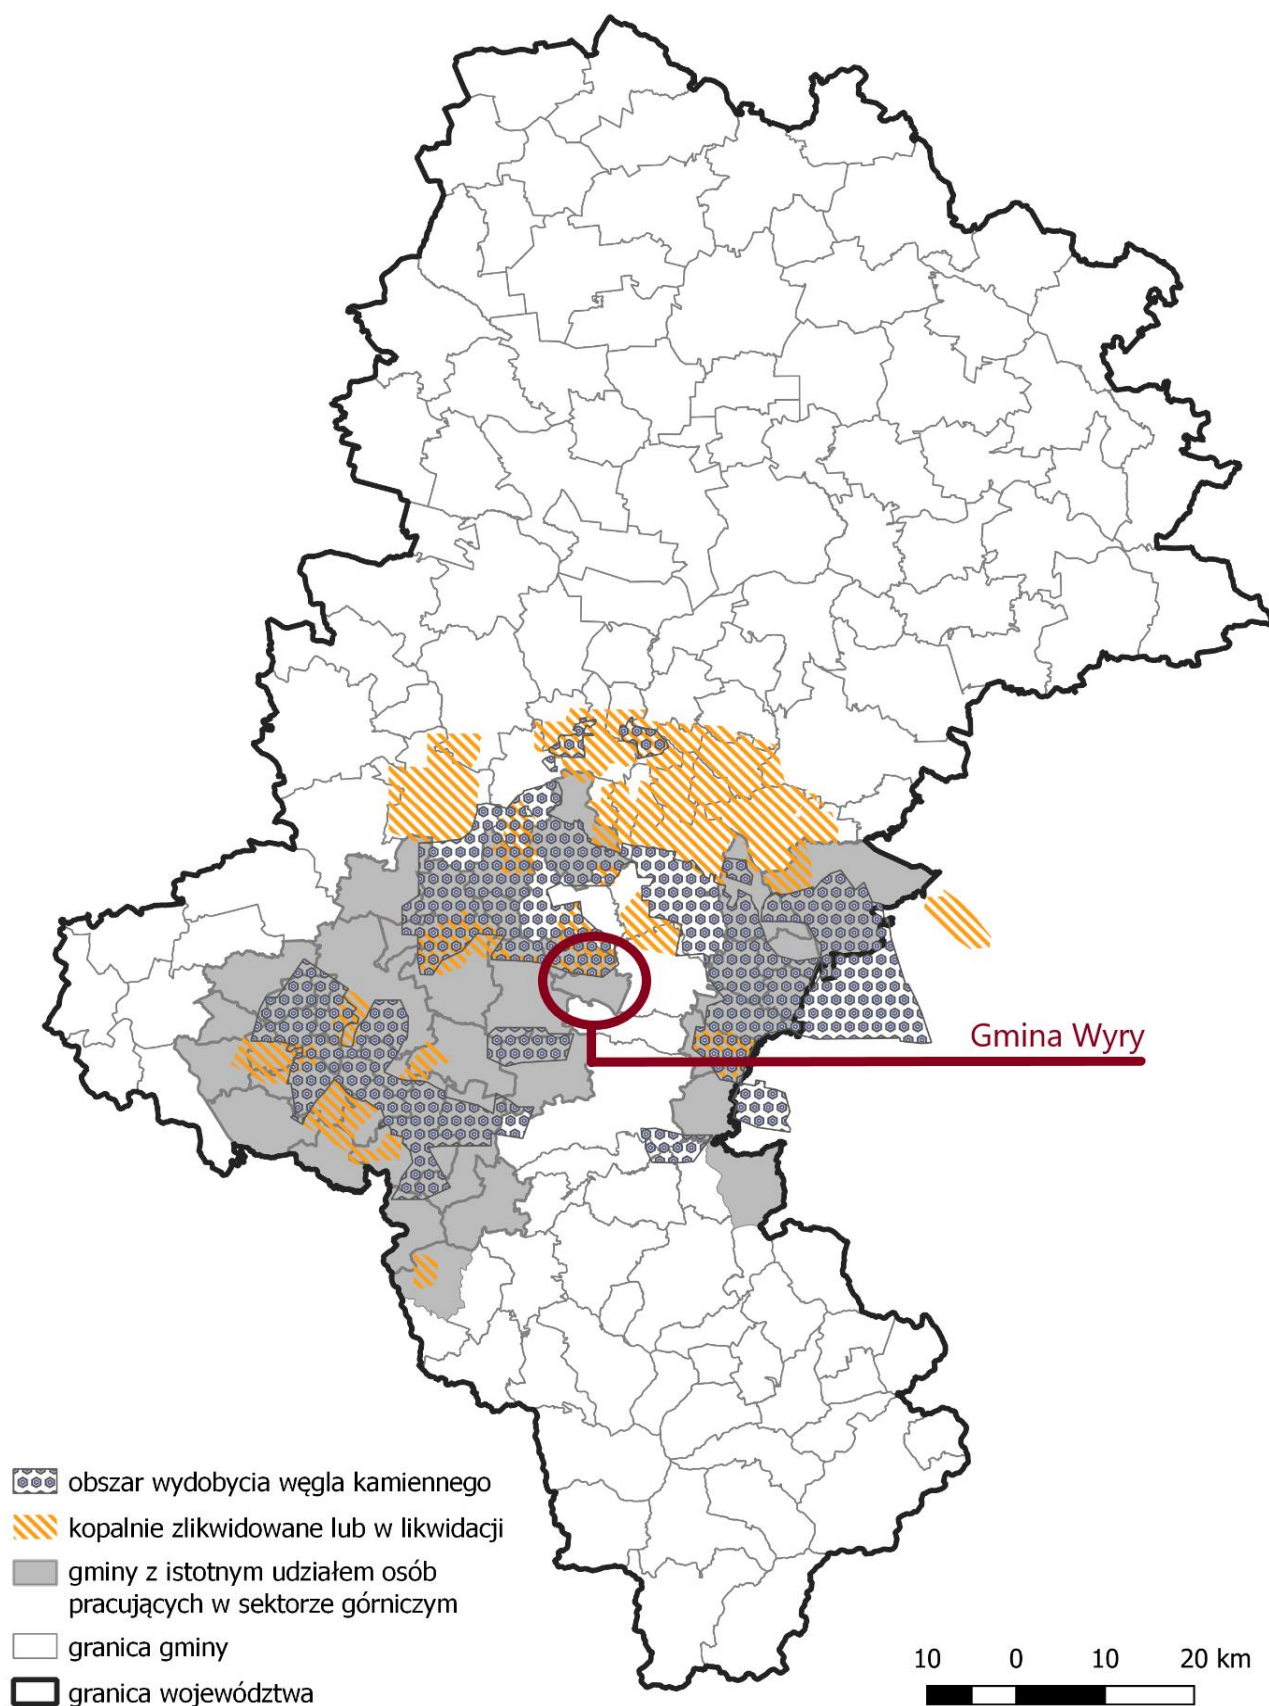 Gmina Wyry
obszar wydobycia węgla kamiennego
kopalnie zlikwidowane lub w likwidacji
gminy z istotnym udziałem osób
pracujących w sektorze górniczym
granica gminy
granica województwa
10 0 10 20 km